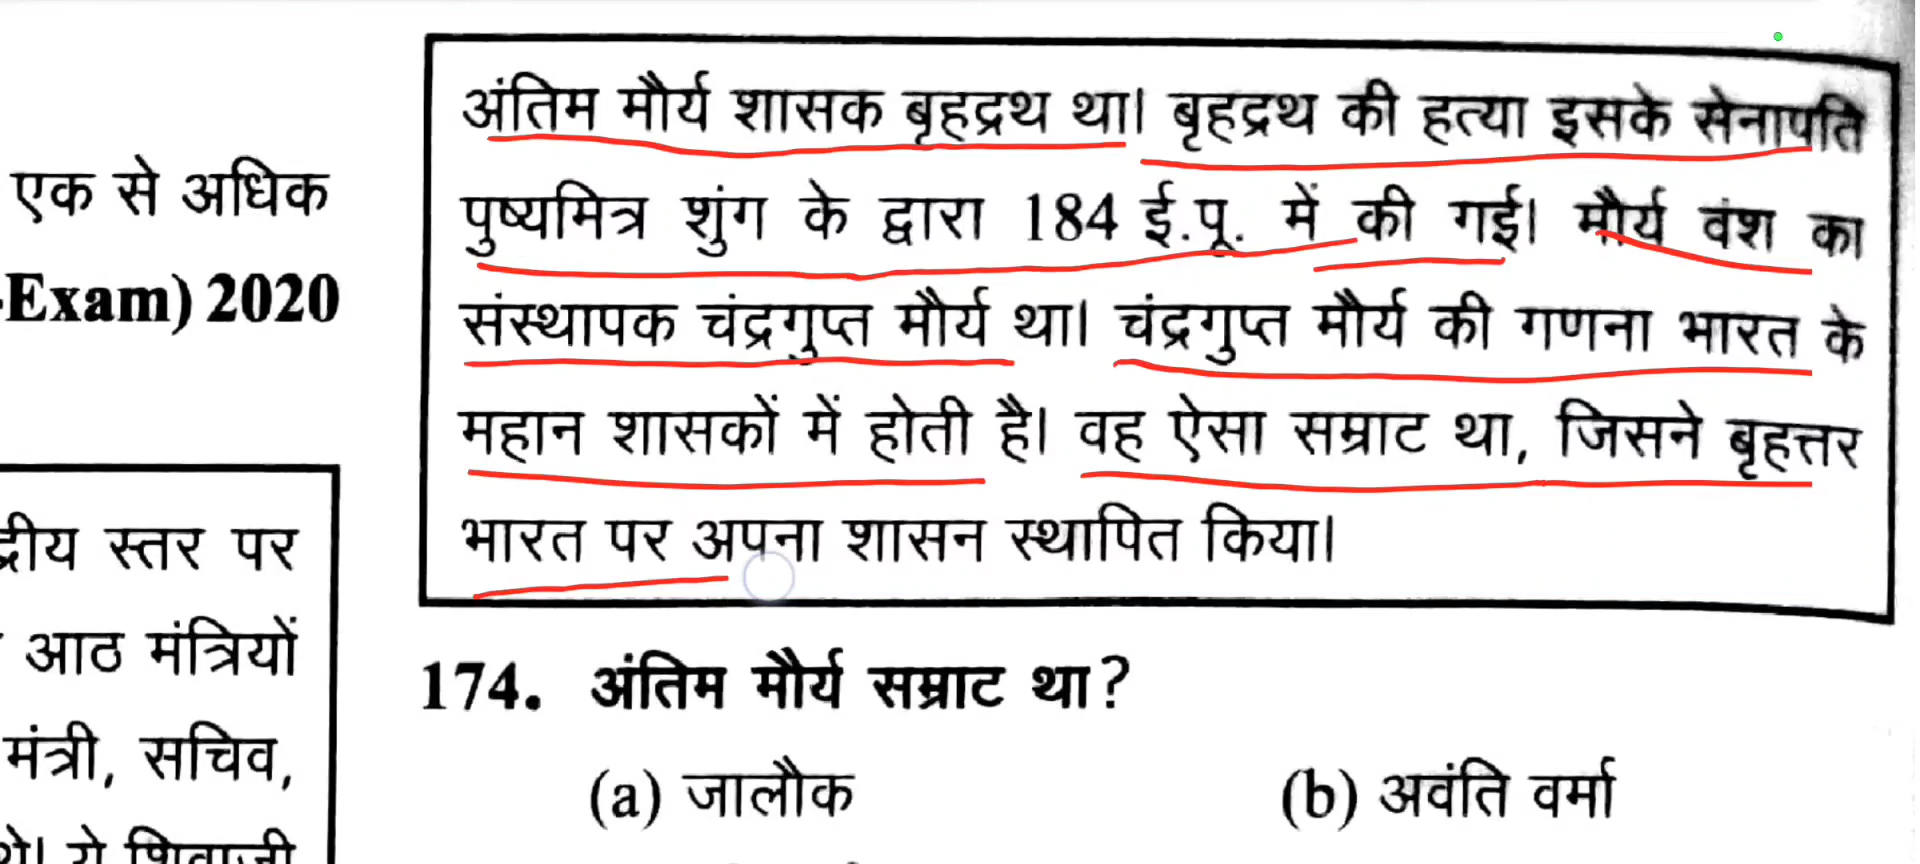 एक से अधिक
Exam) 2020
स्तर पर
आठ मंत्रियों
मंत्री, सचिव,
अंतिम मौर्य शासक बृहद्रथ था। बृहद्रथ की हत्या इसके सेनापति
पुष्यमित्र शुंग के द्वारा 184 ई.पू. में की गई। मौर्य वंश का
संस्थापक चंद्रगुप्त मौर्य था। चंद्रगुप्त मौर्य की गणना भारत के
महान शासकों में होती है। वह ऐसा सम्राट था, जिसने बृहत्तर
भारत पर अपना शासन स्थापित किया।
174. अंतिम मौर्य सम्राट था?
(a) जालौक (b) अवंति वर्मा